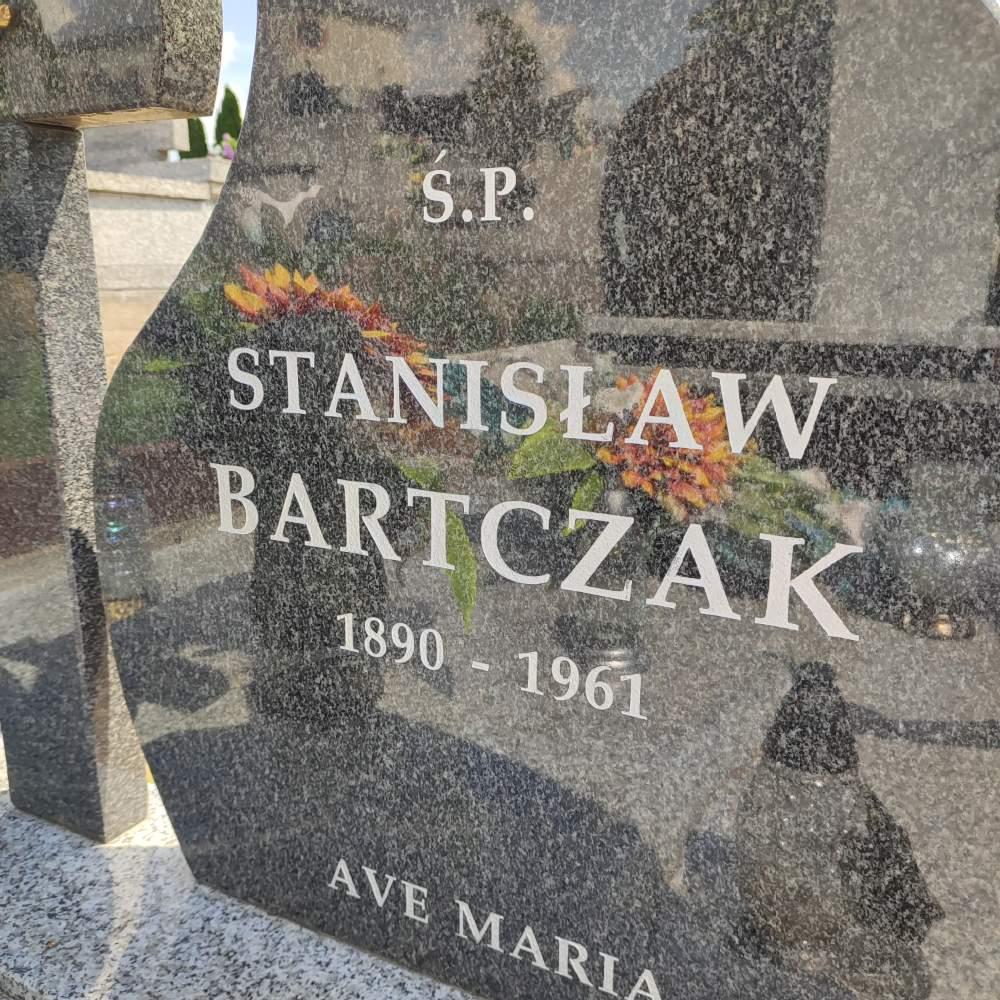 Ś.P.
STANISŁAW
BARTCZAK
1890 - 1961
AVE MARIA